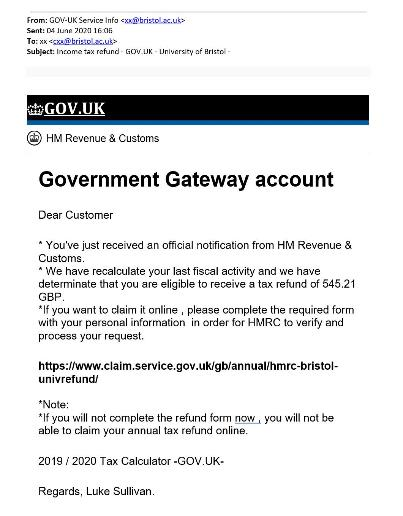 From: GOV-UK Service Info <xx@bristol.ac.uk>
Sent: 04 June 2020 16:06
To: xx <cxx@bristol.ac.uk>
Subject: Income tax refund - GOV.UK - University of Bristol -
GOV.UK
HM Revenue & Customs
Government Gateway account
Dear Customer
* You've just received an official notification from HM Revenue &
Customs.
* We have recalculate your last fiscal activity and we have
determinate that you are eligible to receive a tax refund of 545.21
GBP.
*If you want to claim it online , please complete the required form
with your personal information in order for HMRC to verify and
process your request.
https://www.claim.service.gov.uk/gb/annual/hmrc-bristol-
univrefund/
*Note:
*If you will not complete the refund form now , you will not be
able to claim your annual tax refund online.
2019 / 2020 Tax Calculator -GOV.UK-
Regards, Luke Sullivan.